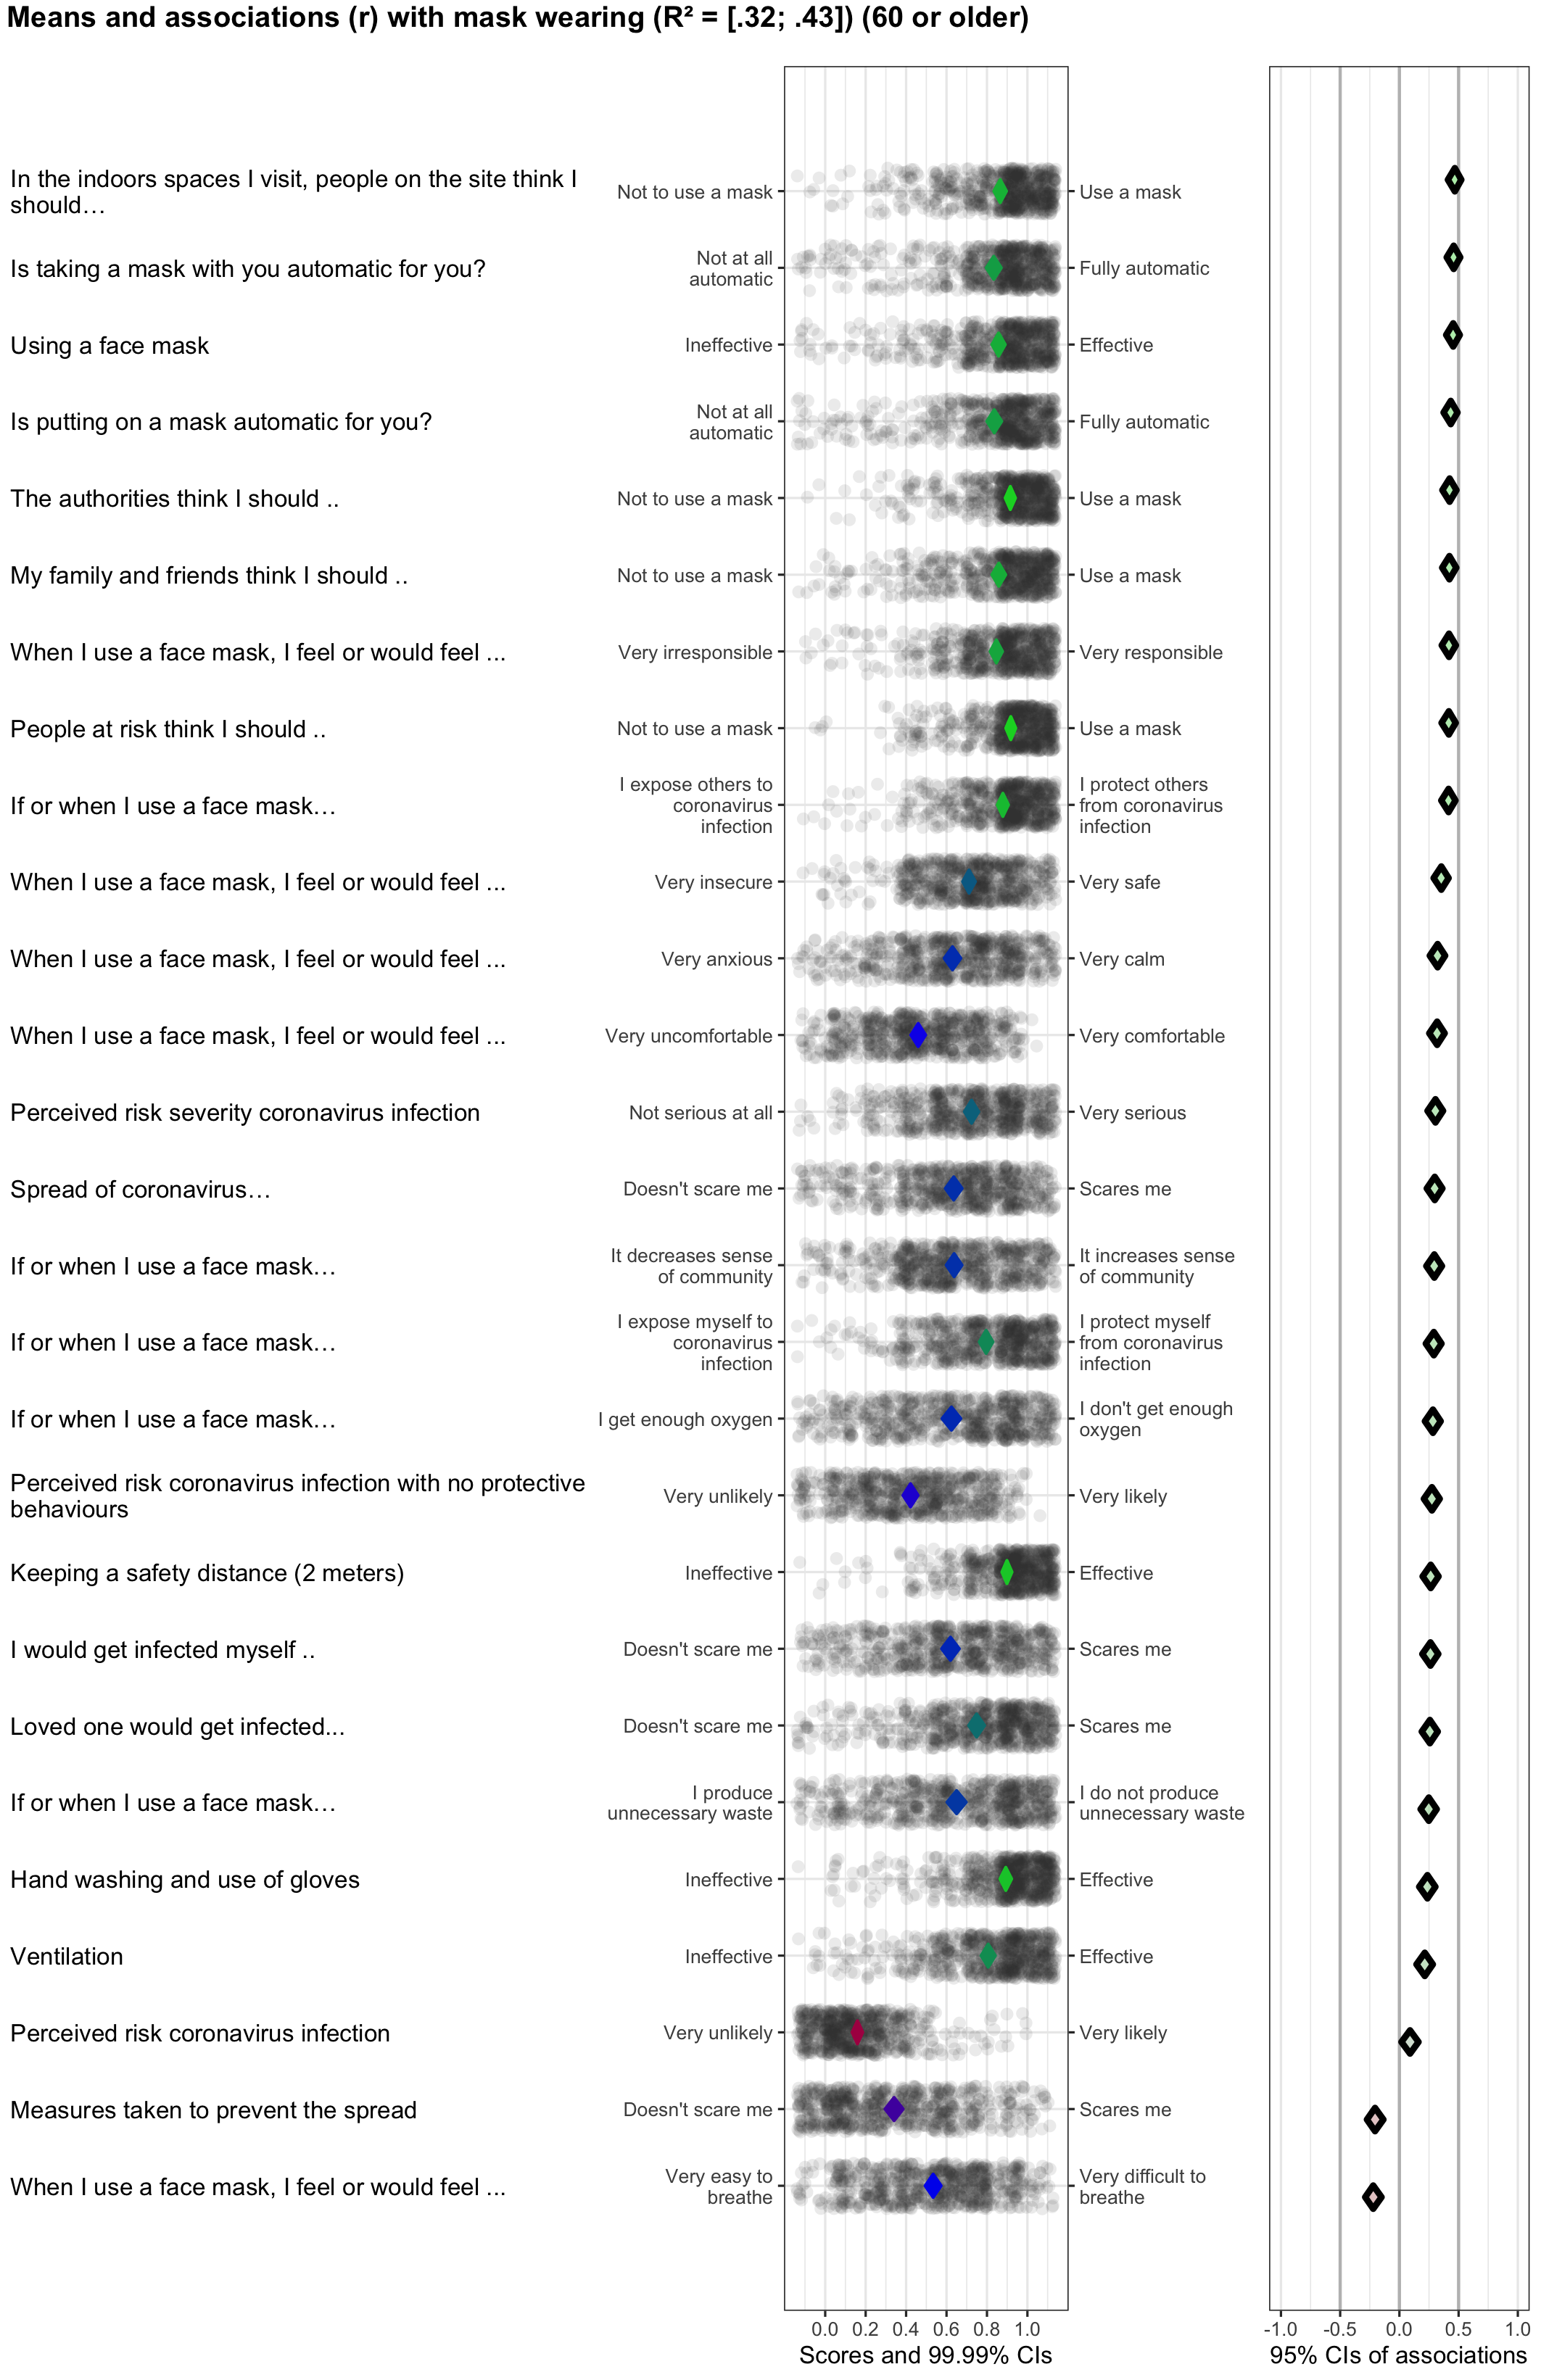 Means and associations (r) with mask wearing (R² = [.32; .43]) (60 or older)
In the indoors spaces I visit, people on the site think I
should…
Not to use a mask
Use a mask
Is taking a mask with you automatic for you?
Not at all
automatic
Fully automatic
Using a face mask
Ineffective
Effective
Is putting on a mask automatic for you?
Not at all
automatic
Fully automatic
The authorities think I should ..
Not to use a mask
Use a mask
My family and friends think I should ..
Not to use a mask
Use a mask
When I use a face mask, I feel or would feel ...
Very irresponsible
Very responsible
People at risk think I should ..
Not to use a mask
Use a mask
If or when I use a face mask…
I expose others to
coronavirus
infection
I protect others
from coronavirus
infection
When I use a face mask, I feel or would feel ...
Very insecure
Very safe
When I use a face mask, I feel or would feel ...
Very anxious
Very calm
When I use a face mask, I feel or would feel ...
Very uncomfortable
Very comfortable
Perceived risk severity coronavirus infection
Not serious at all
Very serious
Spread of coronavirus…
Doesn't scare me
Scares me
If or when I use a face mask…
It decreases sense
of community
It increases sense
of community
If or when I use a face mask…
I expose myself to
coronavirus
infection
I protect myself
from coronavirus
infection
If or when I use a face mask…
I get enough oxygen
I don't get enough
oxygen
Perceived risk coronavirus infection with no protective
behaviours
Very unlikely
Very likely
Keeping a safety distance (2 meters)
Ineffective
Effective
I would get infected myself ..
Doesn't scare me
Scares me
Loved one would get infected...
Doesn't scare me
Scares me
If or when I use a face mask…
I produce
unnecessary waste
I do not produce
unnecessary waste
Hand washing and use of gloves
Ineffective
Effective
Ventilation
Ineffective
Effective
Perceived risk coronavirus infection
Very unlikely
Very likely
Measures taken to prevent the spread
Doesn't scare me
Scares me
When I use a face mask, I feel or would feel ...
Very easy to
breathe
Very difficult to
breathe
0.0 0.2 0.4 0.6 0.8 1.0
Scores and 99.99% CIs
-1.0 -0.5 0.0 0.5 1.0
95% CIs of associations